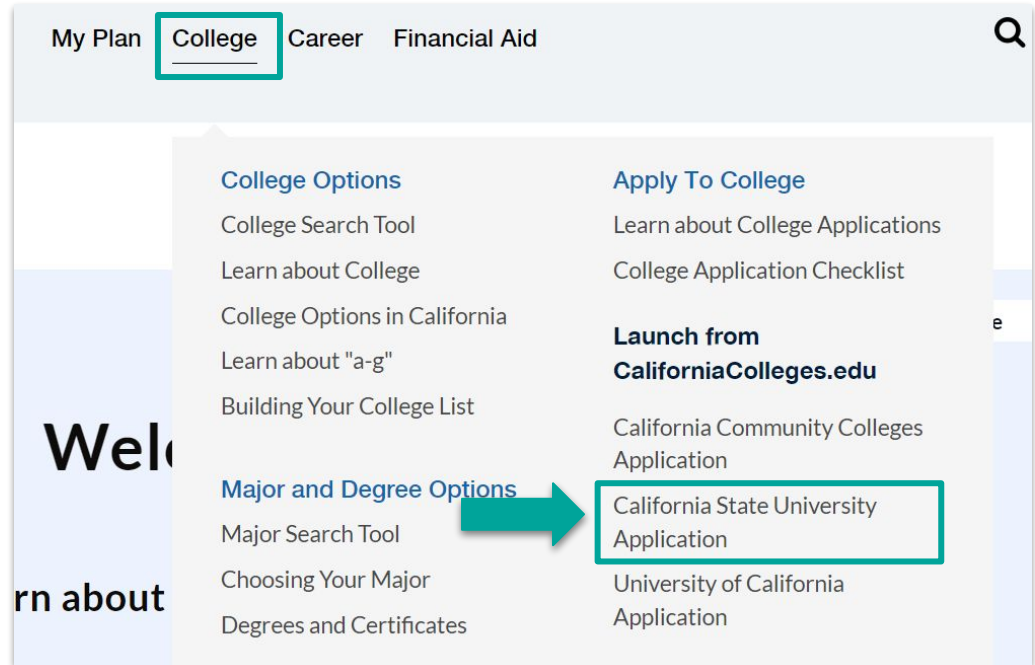 My Plan College Career Financial Aid
College Options
College Search Tool
Learn about College
College Options in California
Learn about "a-g"
Building Your College List
Major and Degree Options
Major Search Tool
Choosing Your Major
Degrees and Certificates
Apply To College
Learn about College Applications
College Application Checklist
Launch from
CaliforniaColleges.edu
California Community Colleges
Application
California State University
Application
University of California
Application
e
Wel
rn about